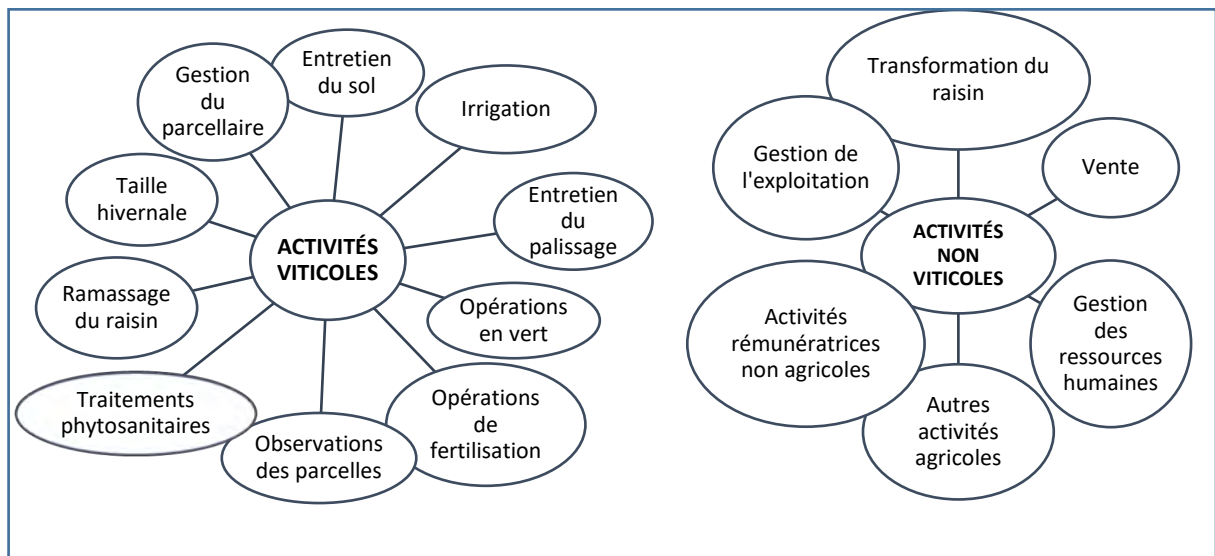 Gestion
du
parcellaire
Entretien
du sol
Irrigation
Taille
hivernale
Entretien
du
palissage
ACTIVITÉS
VITICOLES
Ramassage
du raisin
Opérations
en vert
Traitements
phytosanitaires
Observations
des parcelles
Opérations
de
fertilisation
Transformation du
raisin
Gestion de
l'exploitation
Vente
ACTIVITÉS
NON
VITICOLES
Activités
rémunératrices
non agricoles
Gestion
des
ressources
humaines
Autres
activités
agricoles